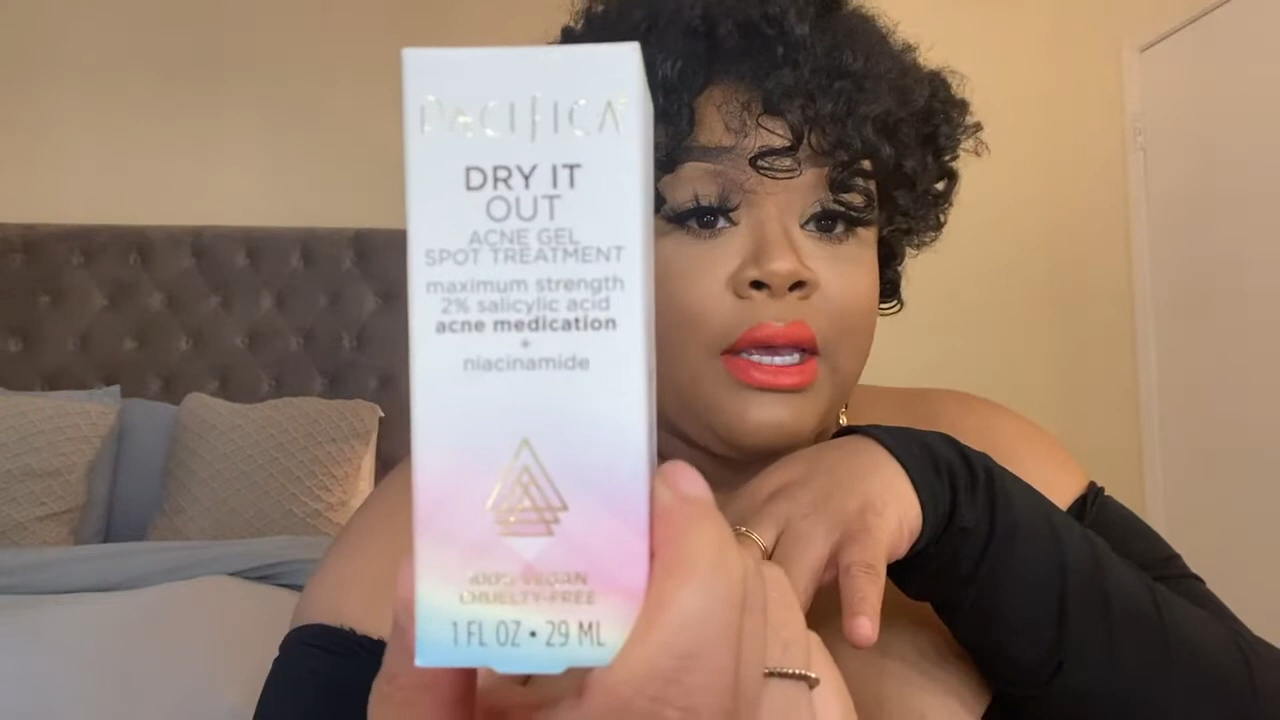 PACIFICA
DRY IT
OUT
ACNE GEL
SPOT TREATMENT
maximum strength
2% salicylic acid
acne medication
+
niacinamide
100% VEGAN
CRUELTY-FREE
1 FL OZ • 29 ML